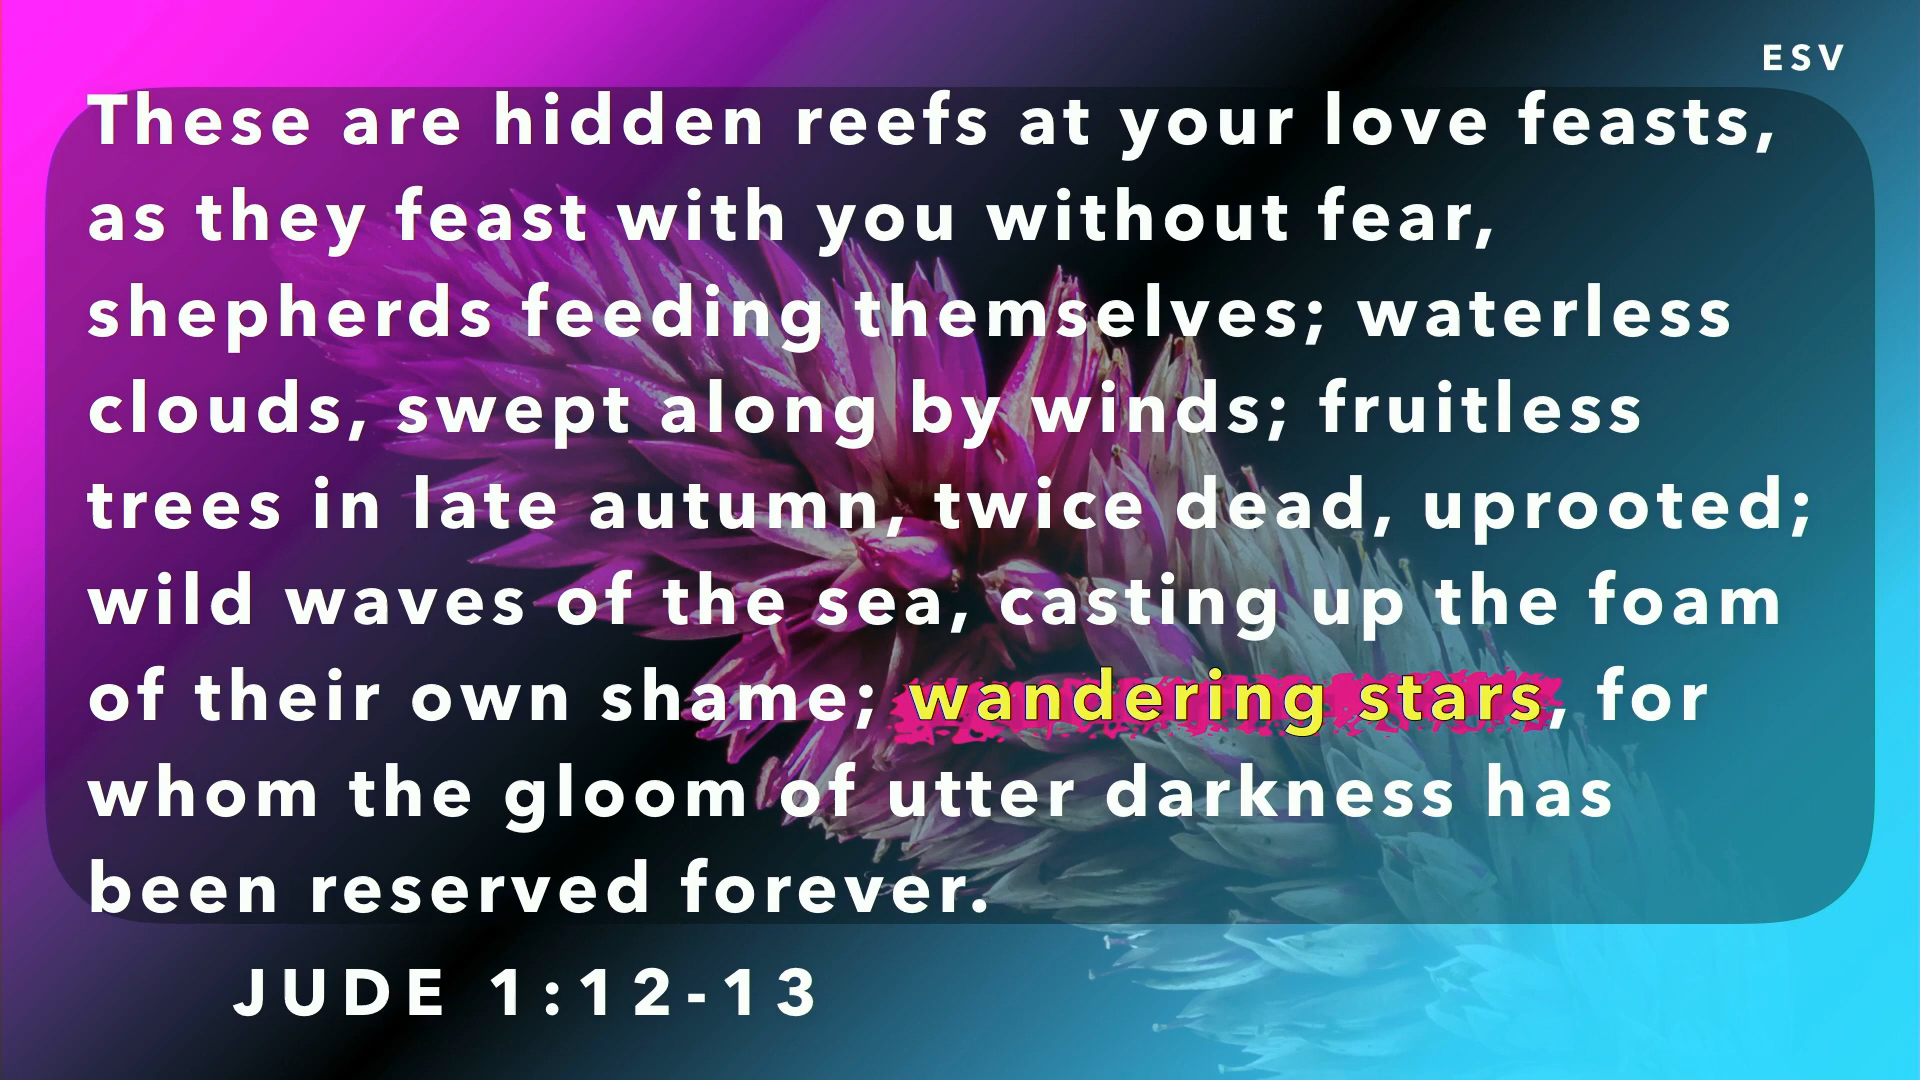 ESV
These are hidden reefs at your love feasts,
as they feast with you without fear,
shepherds feeding themselves; waterless
clouds, swept along by winds; fruitless
trees in late autumn, twice dead, uprooted;
wild waves of the sea, casting up the foam
of their own shame; wandering stars, for
whom the gloom of utter darkness has
been reserved forever.
JUDE 1:12-13